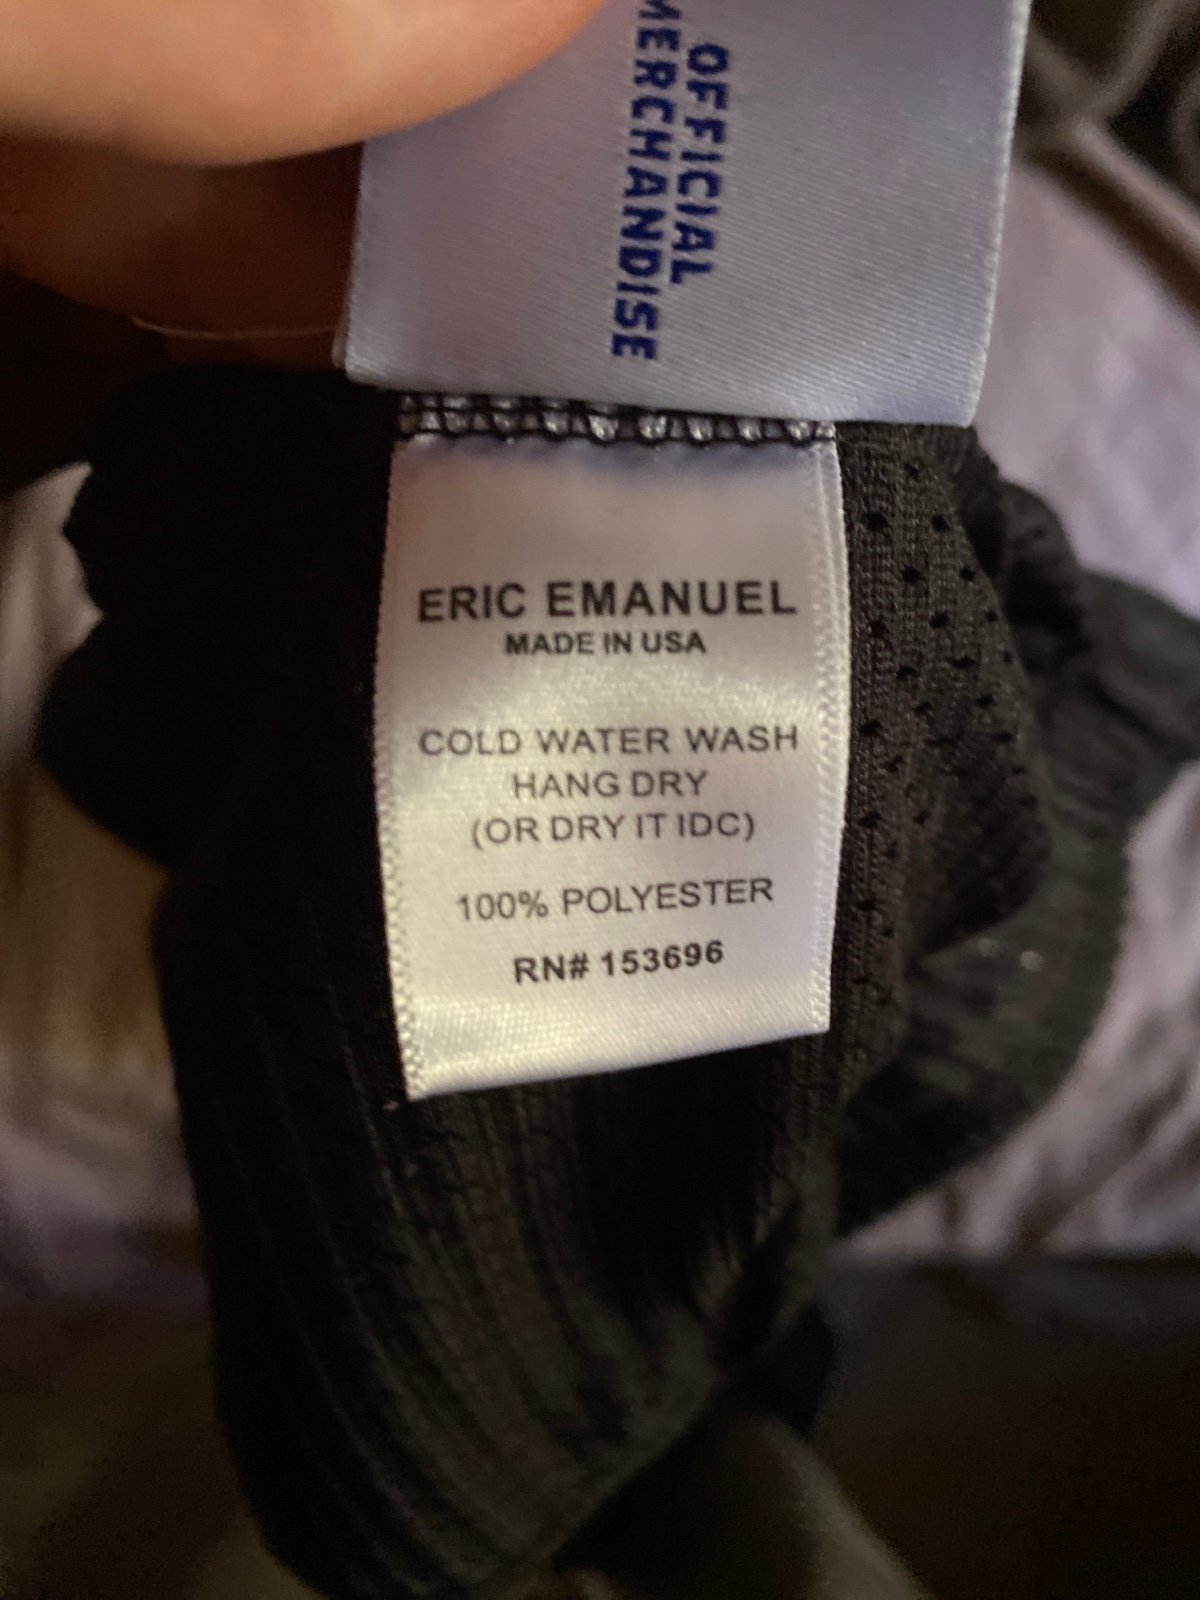 OFFICIAL
MERCHANDISE
ERIC EMANUEL
MADE IN USA
COLD WATER WASH
HANG DRY
(OR DRY IT IDC)
100% POLYESTER
RN# 153696